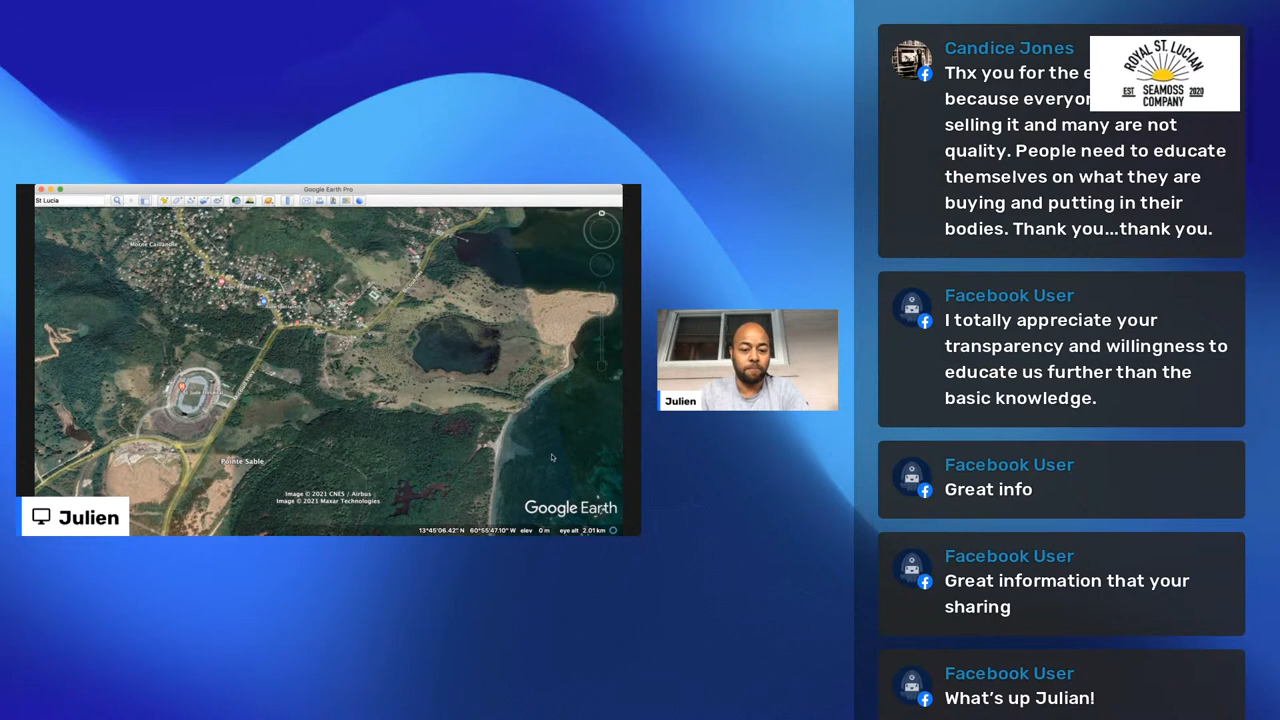 Google Earth Pro
St Lucia
Morne Cailandre
Pointe Sable
Image © 2021 CNES / Airbus
Image © 2021 Maxar Technologies
Google Earth
13°45'06.42" N 60°55'47.10" W elev 0 m eye alt 2.01 km
Julien
Julien
Candice Jones
Thx you for the
because
selling it and many are not
quality. People need to educate
themselves on what they are
buying and putting in their
bodies. Thank you...thank you.
ROYAL ST. LUCIAN
EST SEAMOSS 2020
COMPANY
Facebook User
I totally appreciate your
transparency and willingness to
educate us further than the
basic knowledge.
Facebook User
Great info
Facebook User
Great information that your
sharing
Facebook User
What's up Julian!